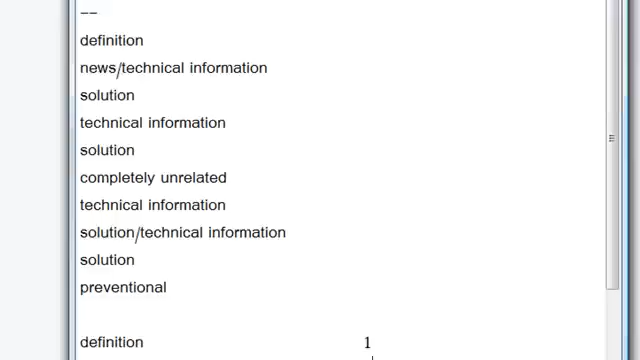 --
definition
news/technical information
solution
technical information
solution
completely unrelated
technical information
solution/technical information
solution
preventional
definition 1